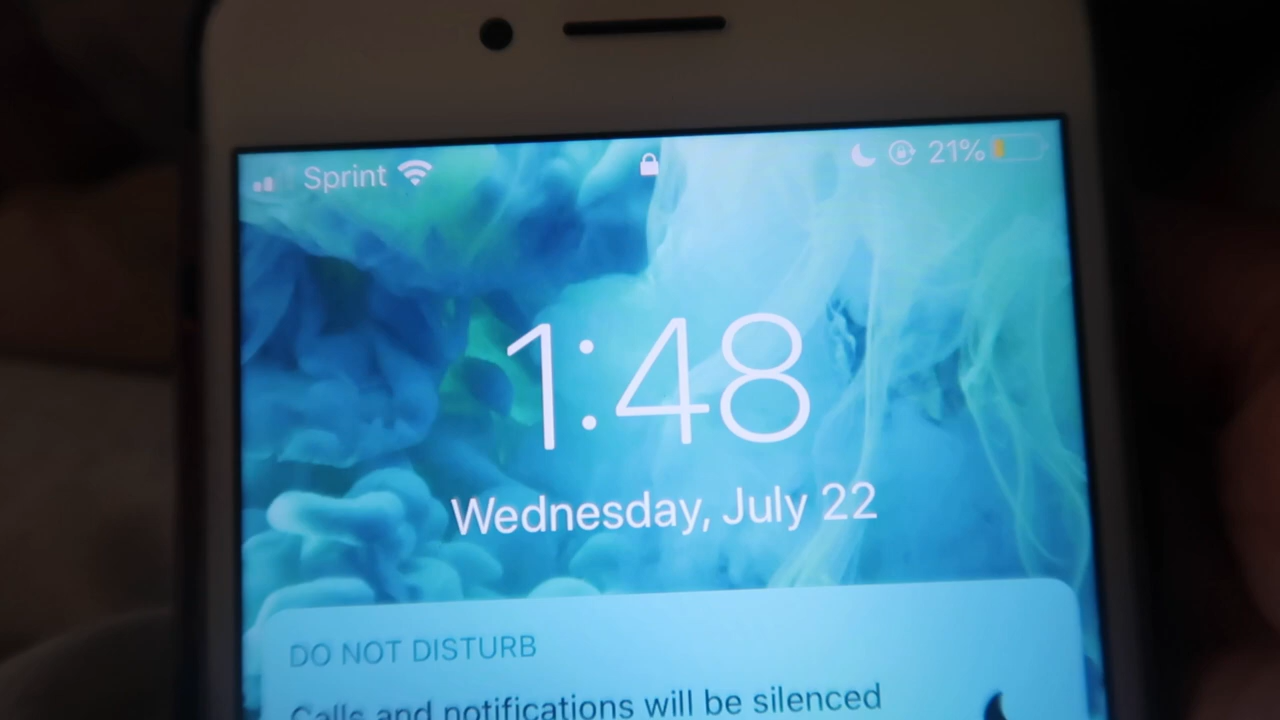 Sprint 21%
1:48
Wednesday, July 22
DO NOT DISTURB
Calls and notifications will be silenced